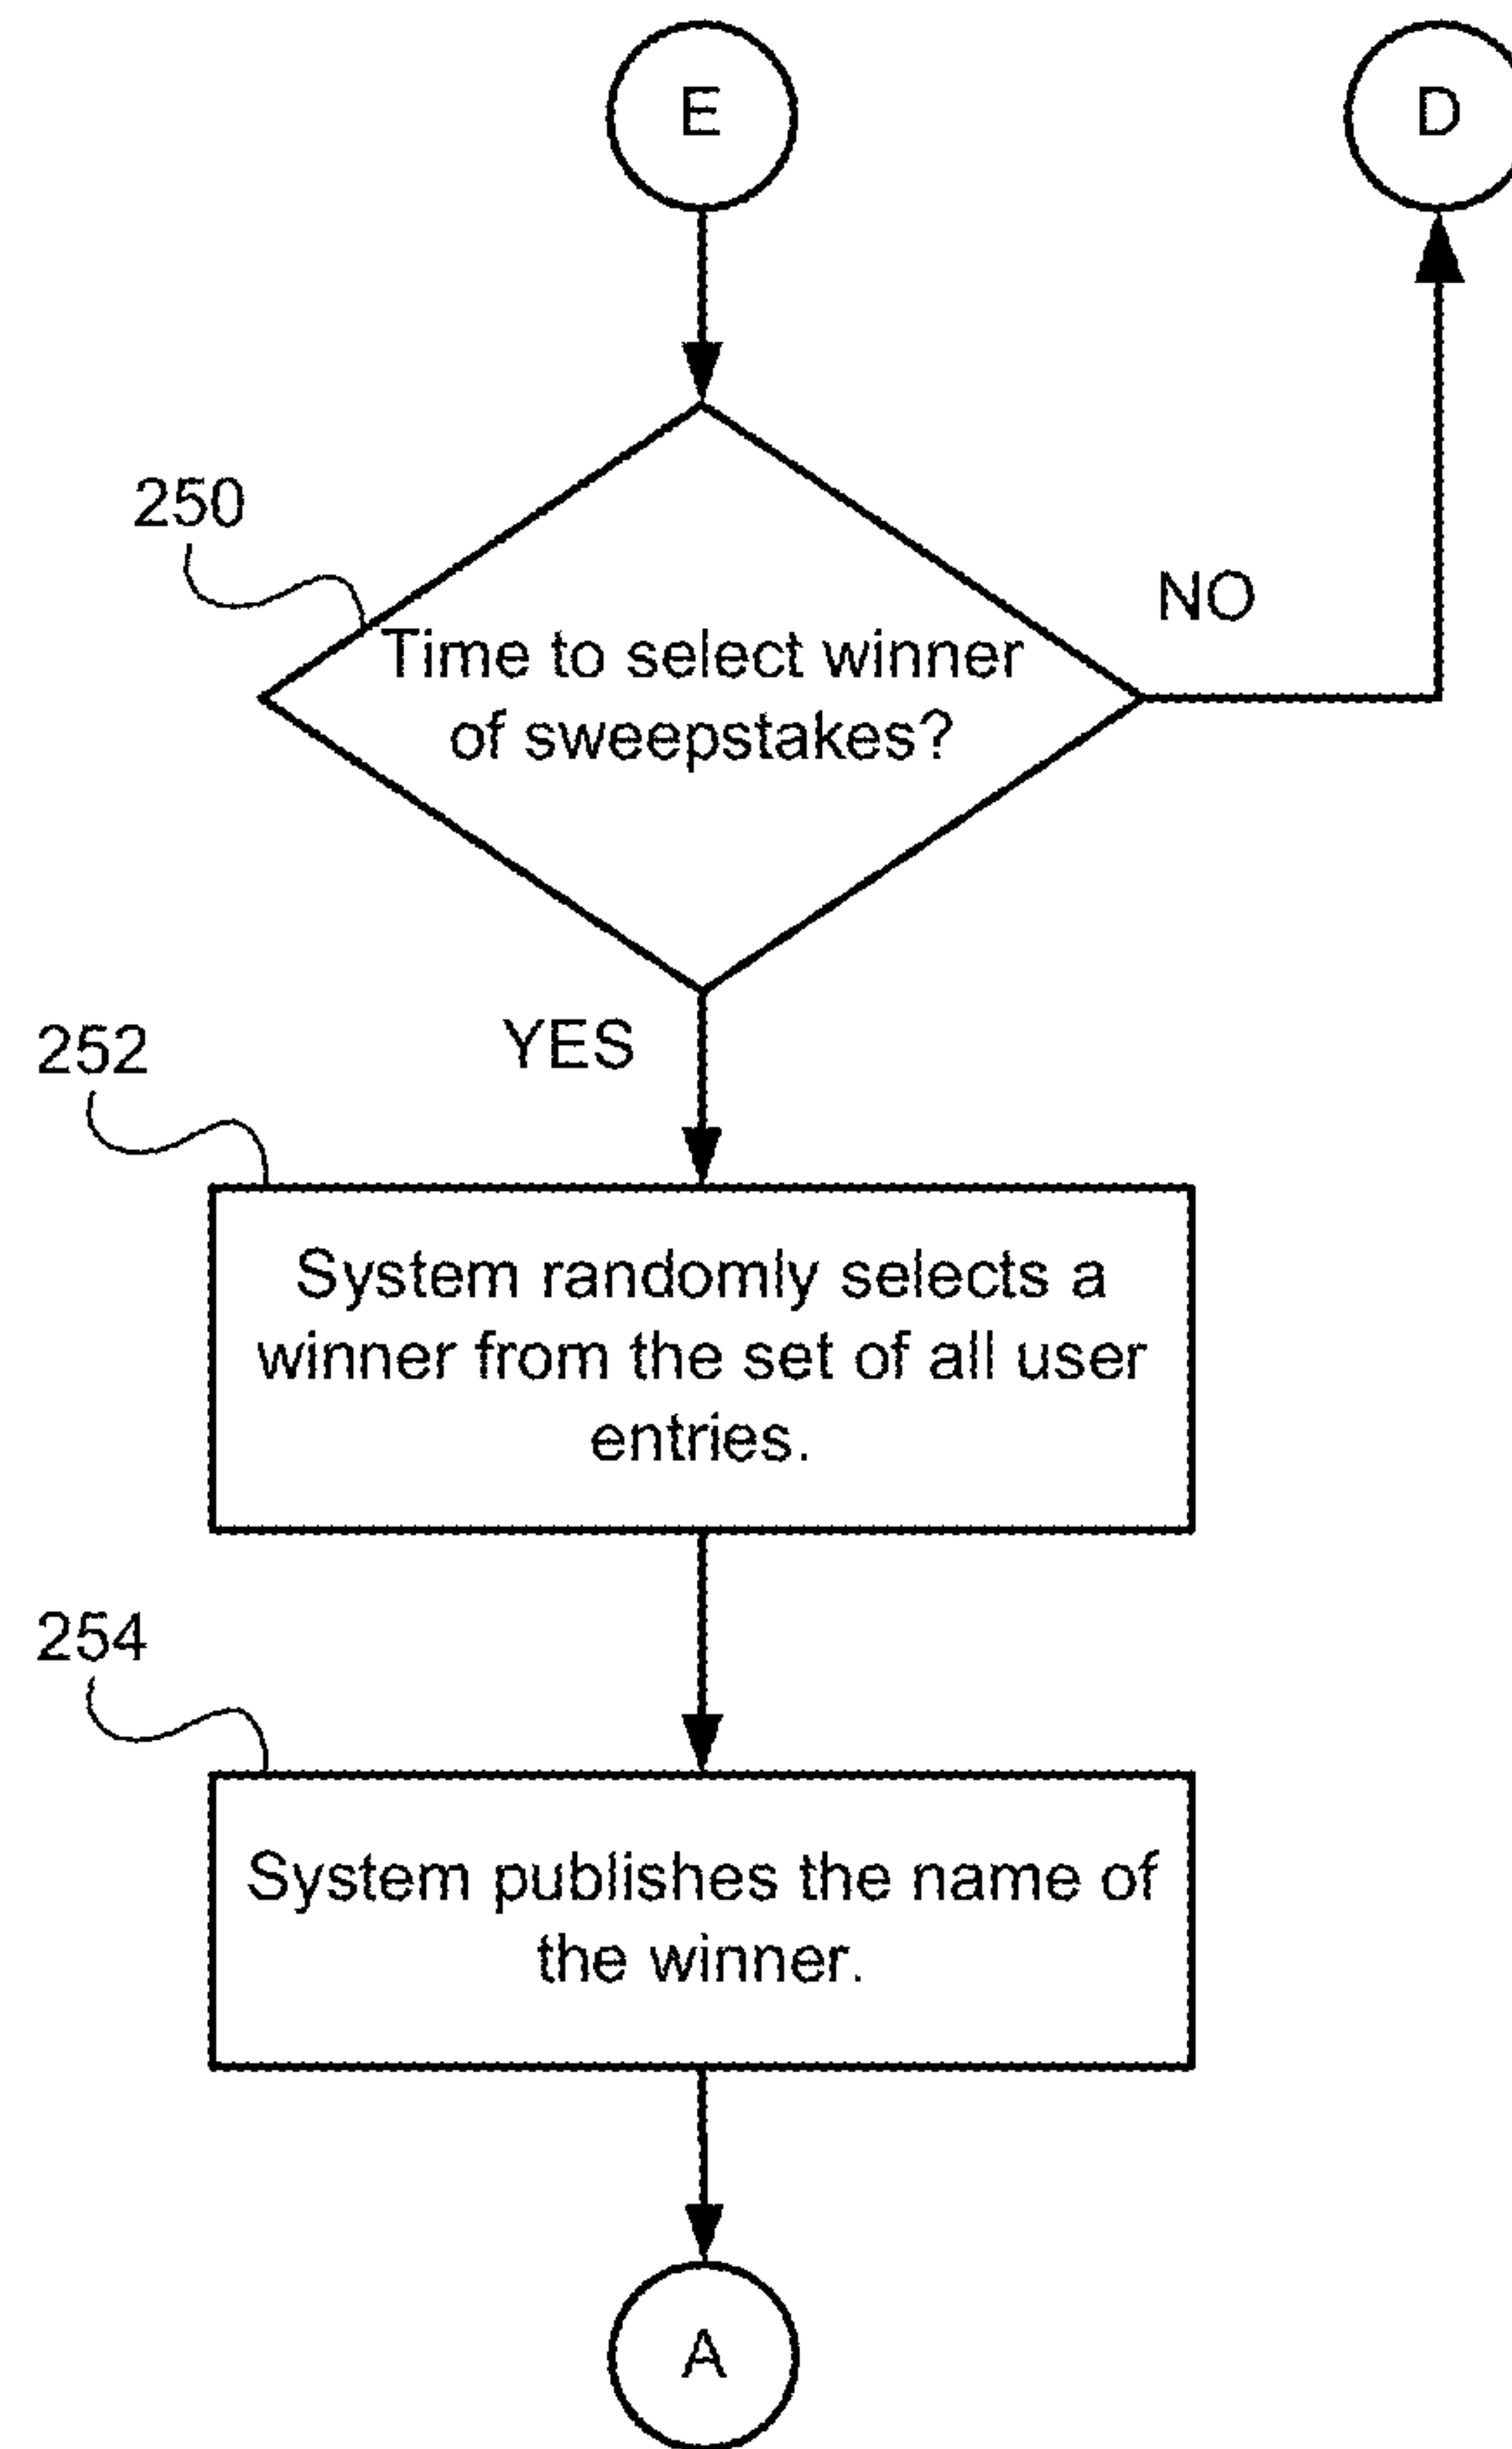 E
D
250
Time to select winner
of sweepstakes?
NO
YES
252
System randomly selects a
winner from the set of all user
entries.
254
System publishes the name of
the winner.
A